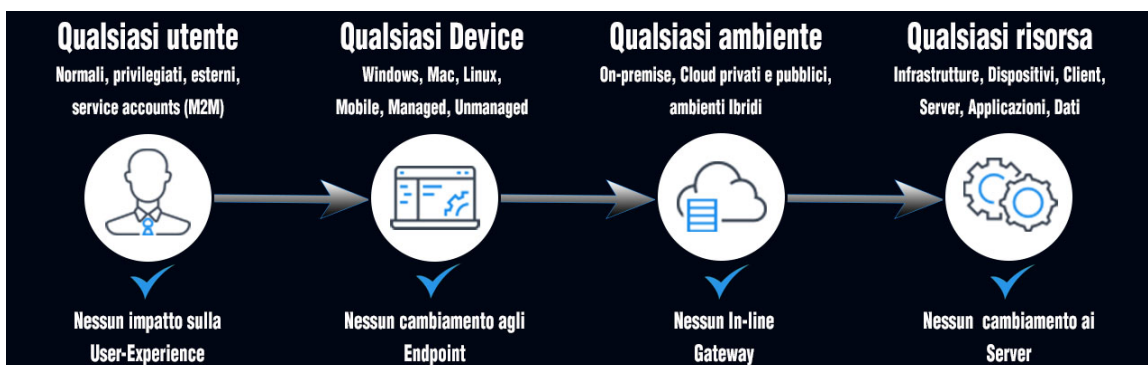 Qualsiasi utente
Normali, privilegiati, esterni,
service accounts (M2M)
Nessun impatto sulla
User-Experience
Qualsiasi Device
Windows, Mac, Linux,
Mobile, Managed, Unmanaged
Nessun cambiamento agli
Endpoint
Qualsiasi ambiente
On-premise, Cloud privati e pubblici,
ambienti Ibridi
Nessun In-line
Gateway
Qualsiasi risorsa
Infrastrutture, Dispositivi, Client,
Server, Applicazioni, Dati
Nessun cambiamento ai
Server